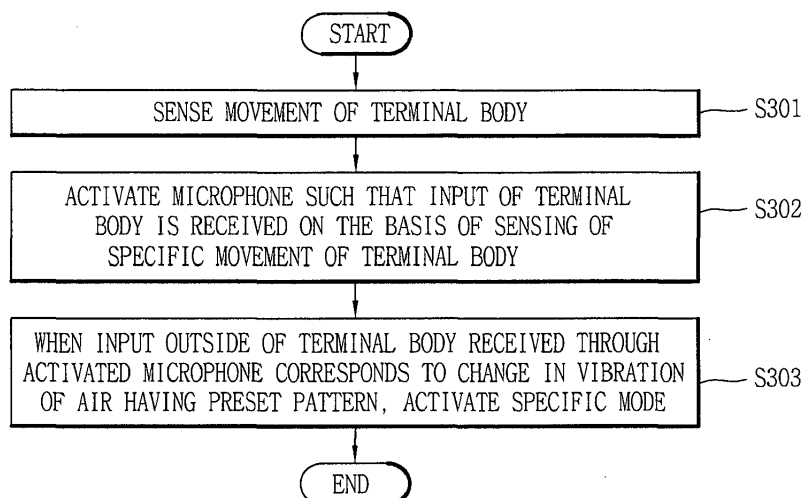 START
SENSE MOVEMENT OF TERMINAL BODY
S301
ACTIVATE MICROPHONE SUCH THAT INPUT OF TERMINAL
BODY IS RECEIVED ON THE BASIS OF SENSING OF
SPECIFIC MOVEMENT OF TERMINAL BODY
S302
WHEN INPUT OUTSIDE OF TERMINAL BODY RECEIVED THROUGH
ACTIVATED MICROPHONE CORRESPONDS TO CHANGE IN VIBRATION
OF AIR HAVING PRESET PATTERN, ACTIVATE SPECIFIC MODE
S303
END